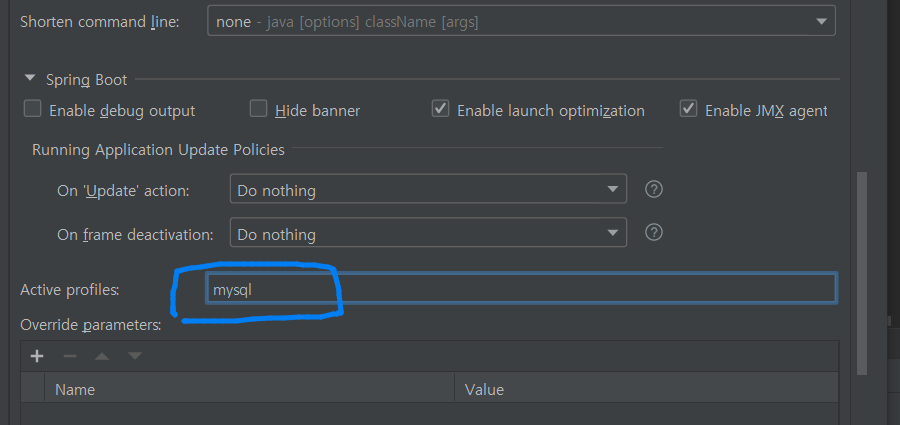 Shorten command line: none - java [options] className [args]
Spring Boot
Enable debug output Hide banner Enable launch optimization Enable JMX agent
Running Application Update Policies
On 'Update' action: Do nothing ?
On frame deactivation: Do nothing ?
Active profiles: mysql
Override parameters:
Name Value